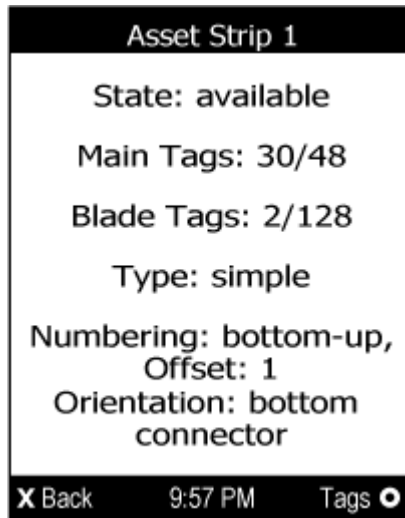 Asset Strip 1
State: available
Main Tags: 30/48
Blade Tags: 2/128
Type: simple
Numbering: bottom-up,
Offset: 1
Orientation: bottom
connector
X Back 9:57 PM Tags O